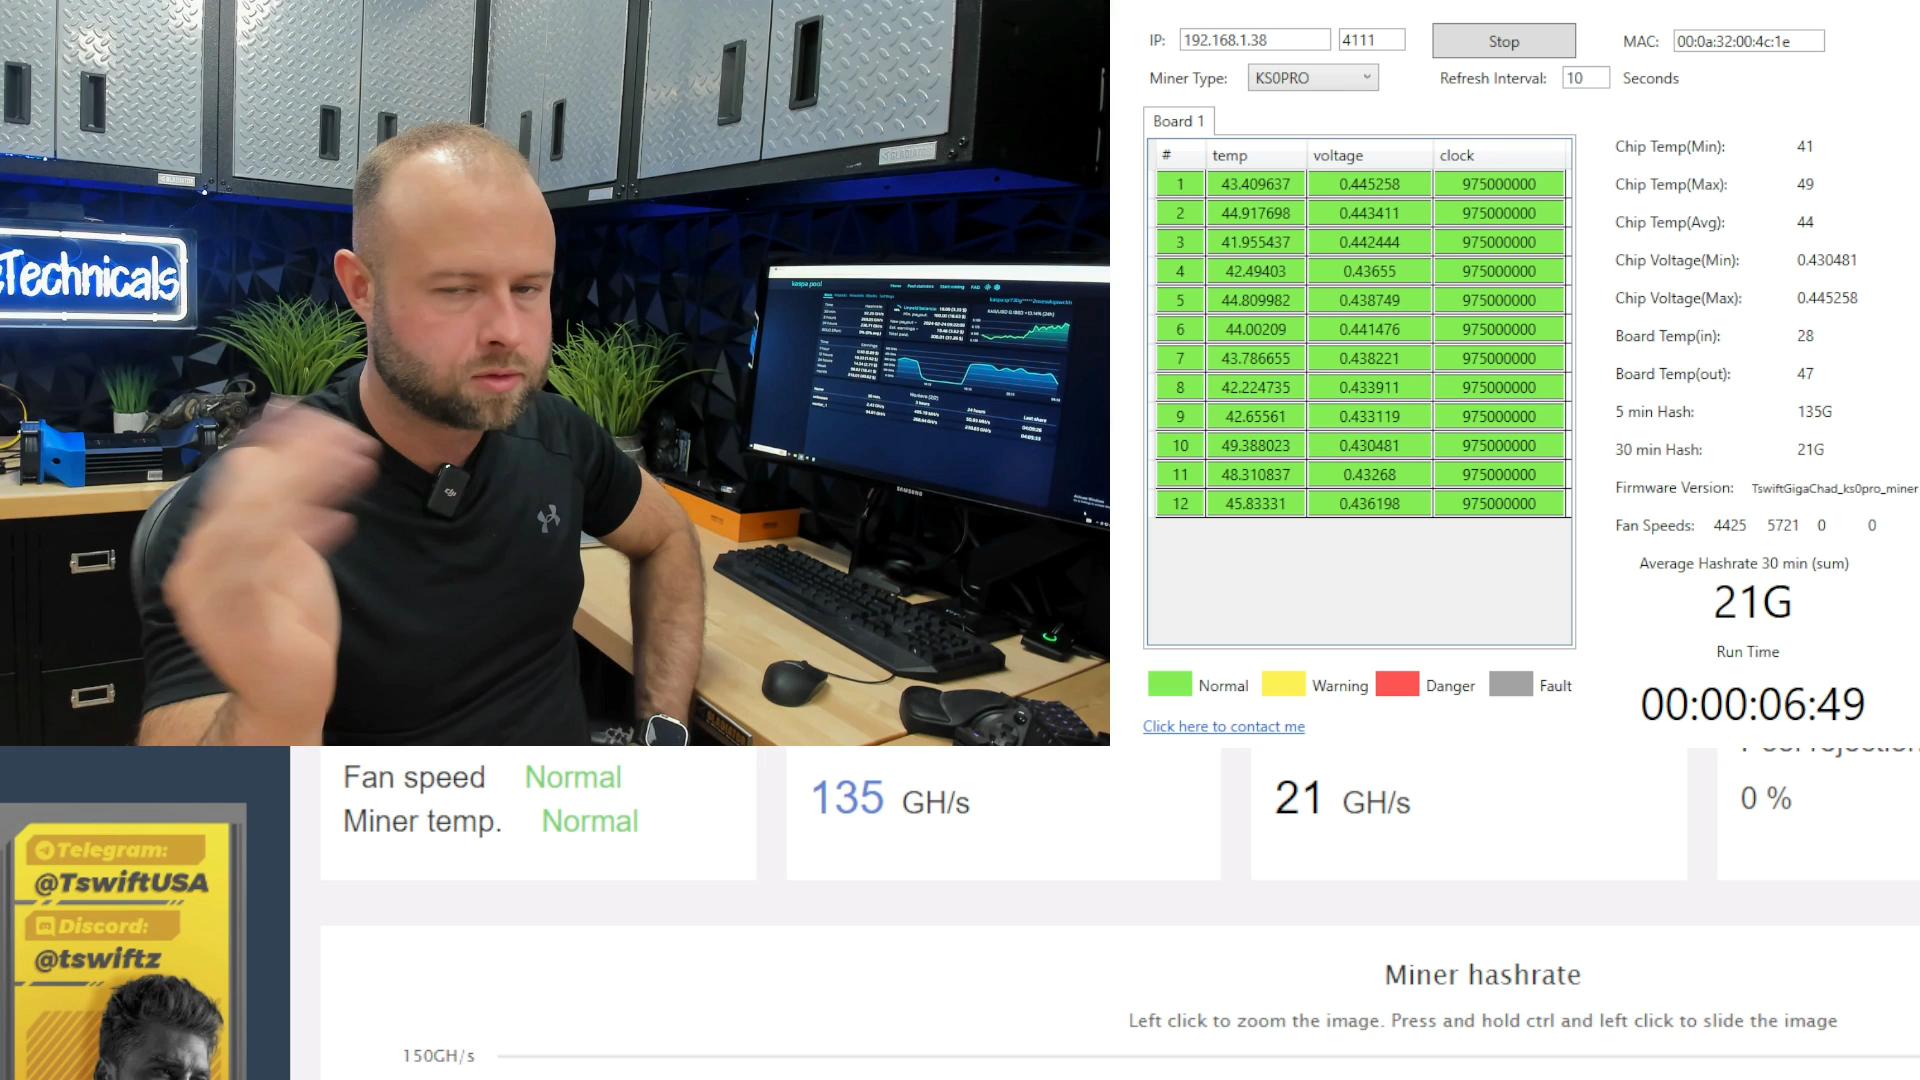 Technicals
GLADIATOR
kaspa pool
SAMSUNG
dji
IP: 192.168.1.38 4111 Stop MAC: 00:0a:32:00:4c:1e
Miner Type: KS0PRO Refresh Interval: 10 Seconds
Board 1
# temp voltage clock
1 43.409637 0.445258 975000000
2 44.917698 0.443411 975000000
3 41.955437 0.442444 975000000
4 42.49403 0.43655 975000000
5 44.809982 0.438749 975000000
6 44.00209 0.441476 975000000
7 43.786655 0.438221 975000000
8 42.224735 0.433911 975000000
9 42.65561 0.433119 975000000
10 49.388023 0.430481 975000000
11 48.310837 0.43268 975000000
12 45.83331 0.436198 975000000
Normal Warning Danger Fault
Click here to contact me
Chip Temp(Min): 41
Chip Temp(Max): 49
Chip Temp(Avg): 44
Chip Voltage(Min): 0.430481
Chip Voltage(Max): 0.445258
Board Temp(in): 28
Board Temp(out): 47
5 min Hash: 135G
30 min Hash: 21G
Firmware Version: TswiftGigaChad_ks0pro_miner
Fan Speeds: 4425 5721 0 0
Average Hashrate 30 min (sum)
21G
Run Time
00:00:06:49
Fan speed Normal
Miner temp. Normal
135 GH/s
21 GH/s
0 %
Telegram:
@TswiftUSA
Discord:
@tswiftz
Miner hashrate
Left click to zoom the image. Press and hold ctrl and left click to slide the image
150GH/s